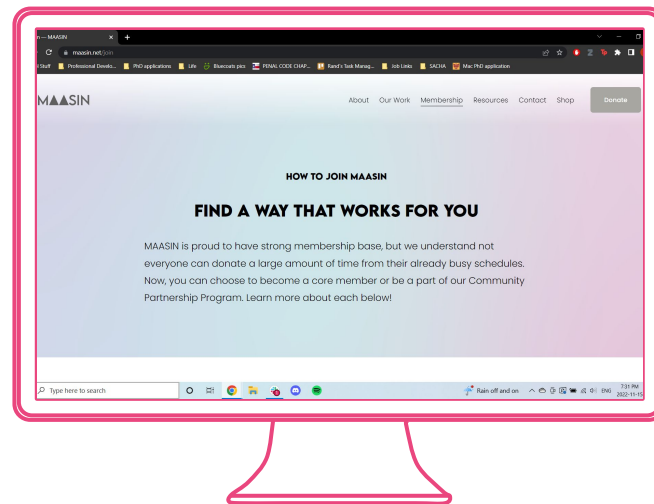 n — MAASIN
maasin.net/join
l Stuff Professional Develo... PhD applications Life Bluecoats pics PENAL CODE CHAP... Rand's Task Manag... Job Links SACHA Mac PhD application
MAASIN
About Our Work Membership Resources Contact Shop Donate
HOW TO JOIN MAASIN
FIND A WAY THAT WORKS FOR YOU
MAASIN is proud to have strong membership base, but we understand not
everyone can donate a large amount of time from their already busy schedules.
Now, you can choose to become a core member or be a part of our Community
Partnership Program. Learn more about each below!
Type here to search Rain off and on ENG 7:31 PM
2022-11-15